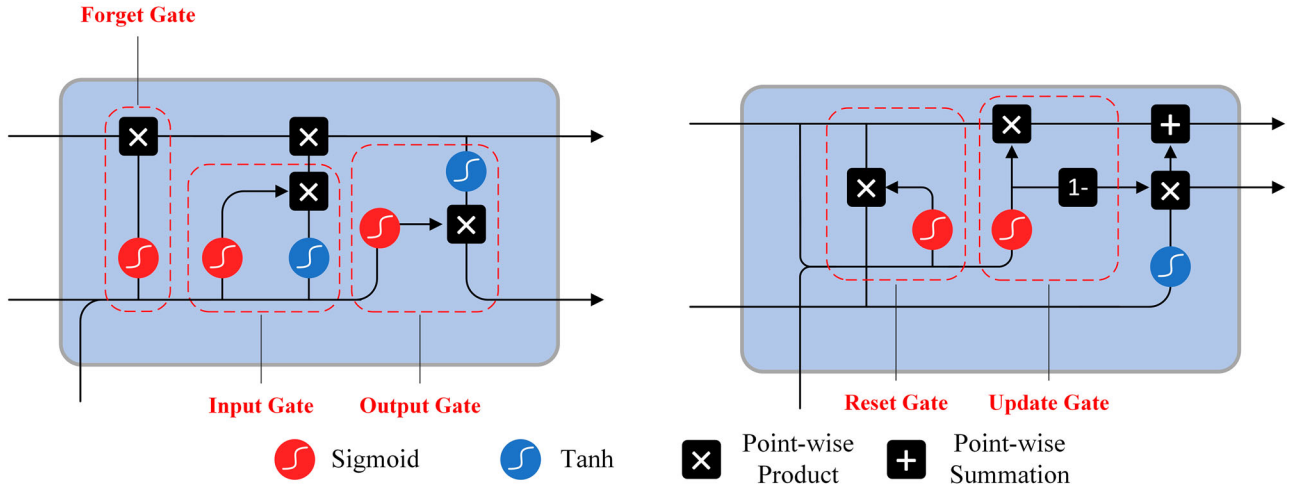 Forget Gate
1-
Input Gate
Output Gate
Reset Gate
Update Gate
Sigmoid
Tanh
Point-wise
Product
Point-wise
Summation